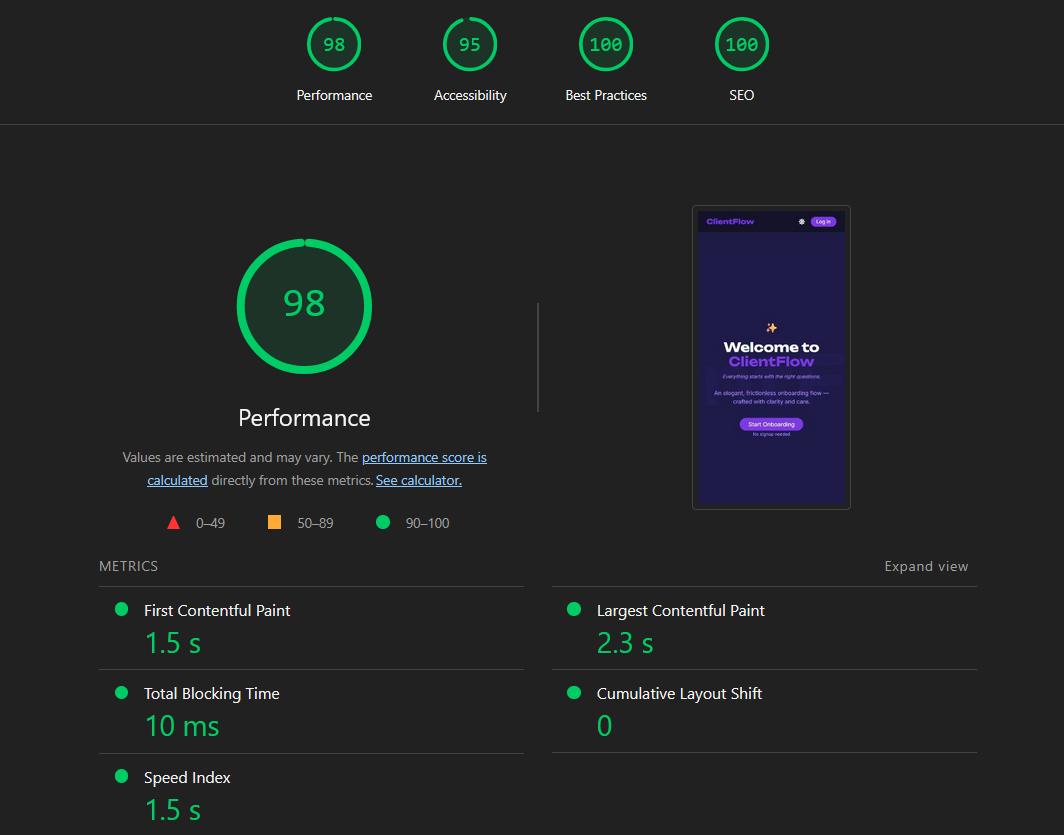 98
95
100
100
Performance
Accessibility
Best Practices
SEO
98
Performance
Values are estimated and may vary. The performance score is
calculated directly from these metrics. See calculator.
0–49
50–89
90–100
ClientFlow
Log in
Welcome to
ClientFlow
Everything starts with the right questions.
An elegant, frictionless onboarding flow —
crafted with clarity and care.
Start Onboarding
No signup needed
METRICS
Expand view
First Contentful Paint
1.5 s
Largest Contentful Paint
2.3 s
Total Blocking Time
10 ms
Cumulative Layout Shift
0
Speed Index
1.5 s